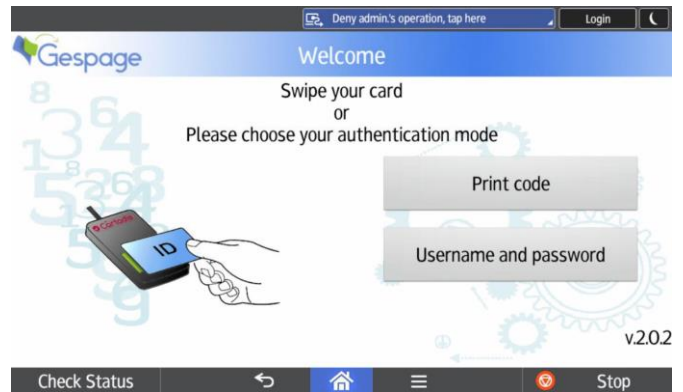 Deny admin.'s operation, tap here
Login
Gespage
Welcome
Swipe your card
or
Please choose your authentication mode
Print code
Username and password
Cartadis
ID
v.2.0.2
Check Status
Stop